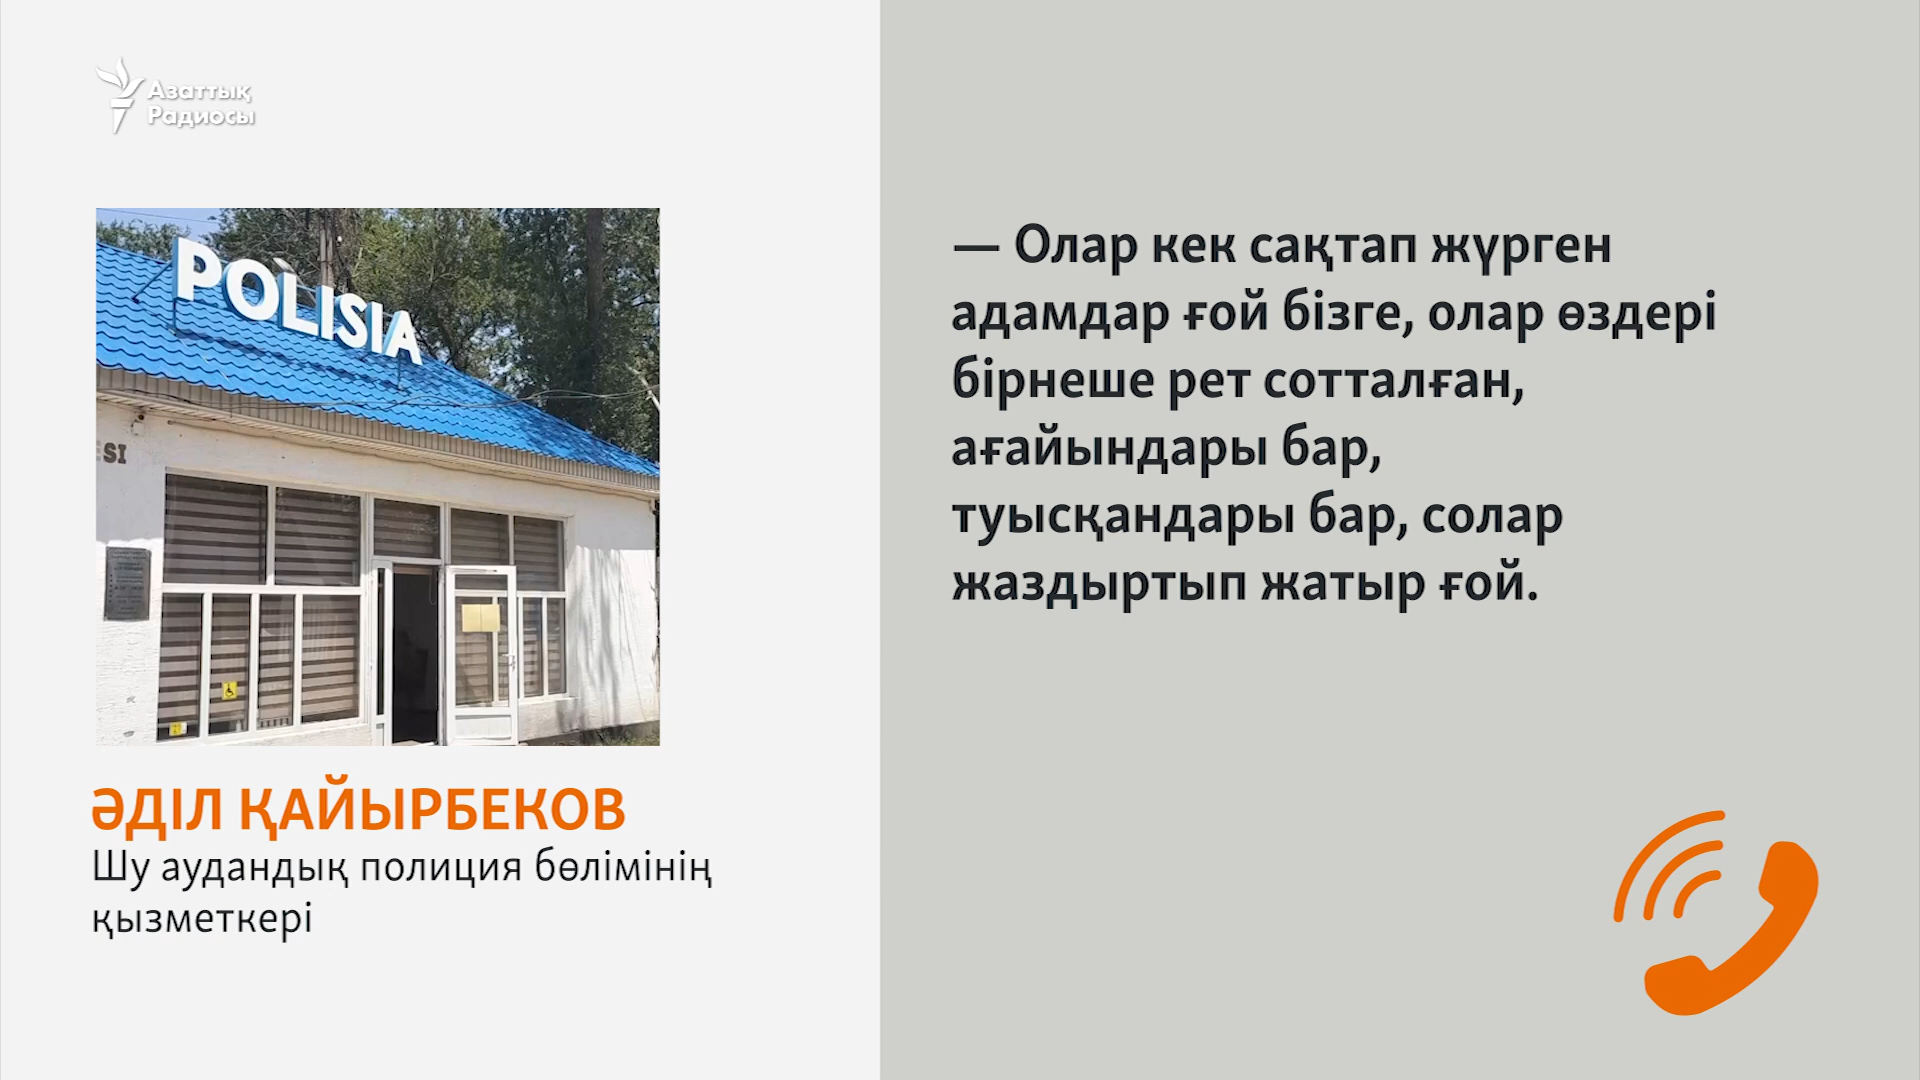 Азаттық
Радиосы
POLISIA
SI
— Олар кек сақтап жүрген
адамдар ғой бізге, олар өздері
бірнеше рет сотталған,
ағайындары бар,
туысқандары бар, солар
жаздыртып жатыр ғой.
ӘДІЛ ҚАЙЫРБЕКОВ
Шу аудандық полиция бөлімінің
қызметкері